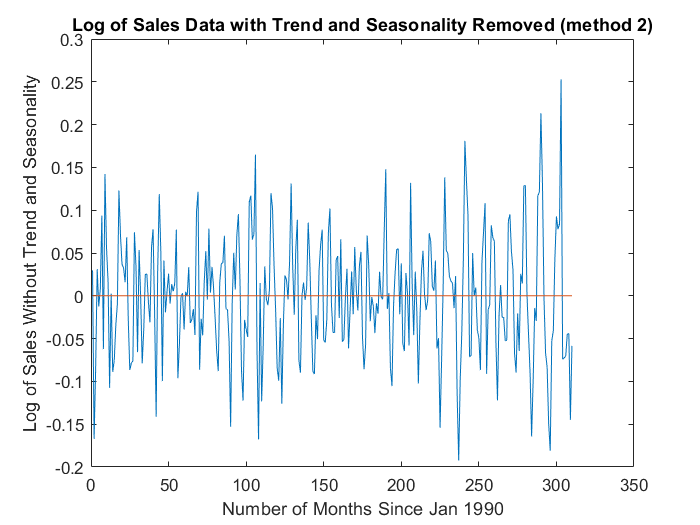 Log of Sales Data with Trend and Seasonality Removed (method 2)
0.3
0.25
0.2
0.15
0.1
0.05
0
-0.05
-0.1
-0.15
-0.2
Log of Sales Without Trend and Seasonality
0 50 100 150 200 250 300 350
Number of Months Since Jan 1990